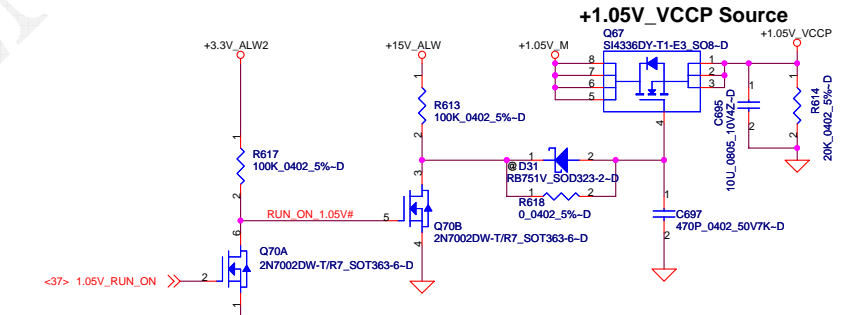 +1.05V_VCCP Source
+3.3V_ALW2
+15V_ALW
+1.05V_M
Q67
SI4336DY-T1-E3_SO8~D
+1.05V_VCCP
8
7
6
5
1
2
3
4
1
R613
100K_0402_5%~D
2
1
C695
10U_0805_10V4Z~D
2
1
R614
20K_0402_5%~D
2
1
R617
100K_0402_5%~D
2
1
2
@D31
RB751V_SOD323-2~D
1
2
R618
0_0402_5%~D
3
RUN_ON_1.05V#
5
Q70B
2N7002DW-T/R7_SOT363-6~D
4
1
C697
470P_0402_50V7K~D
2
6
Q70A
2N7002DW-T/R7_SOT363-6~D
<37> 1.05V_RUN_ON
2
1